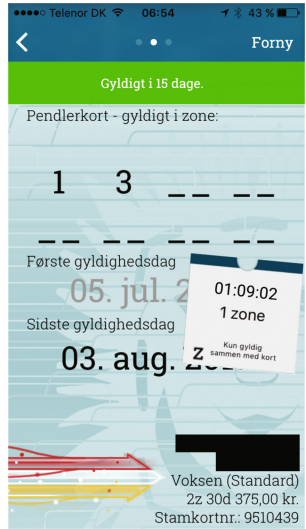 Telenor DK 06:54 43 %
Forny
Gyldigt i 15 dage.
Pendlerkort - gyldigt i zone:
1 3 __ __
__ __ __ __
Første gyldighedsdag
05. jul. 2
Sidste gyldighedsdag
03. aug.
01:09:02
1 zone
Z Kun gyldig
sammen med kort
Voksen (Standard)
2z 30d 375,00 kr.
Stamkortnr.: 9510439